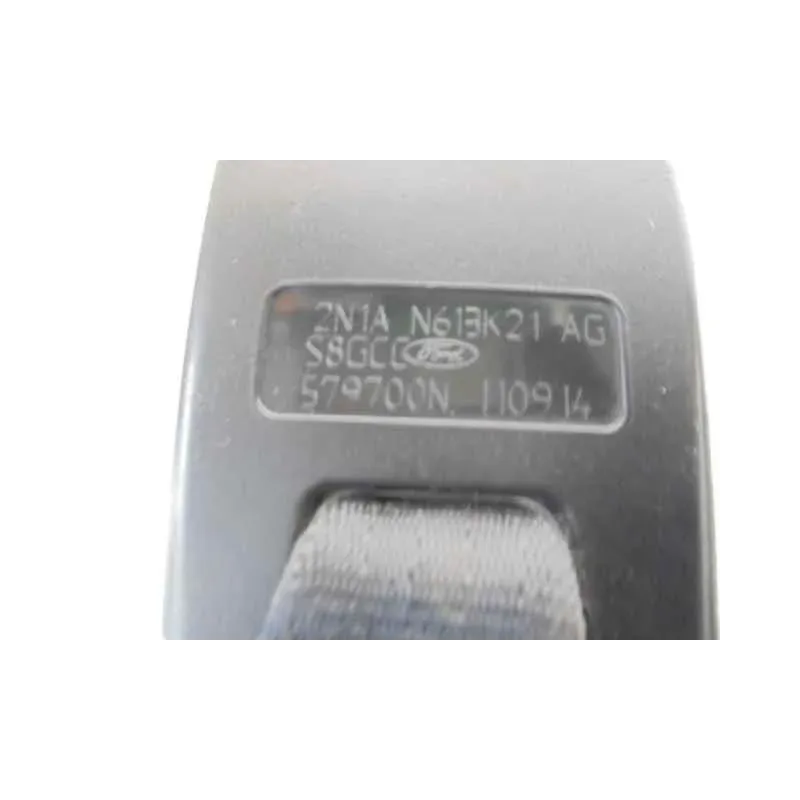 2N1A N613K21 AG
S8GCC Ford
579700N. 110914